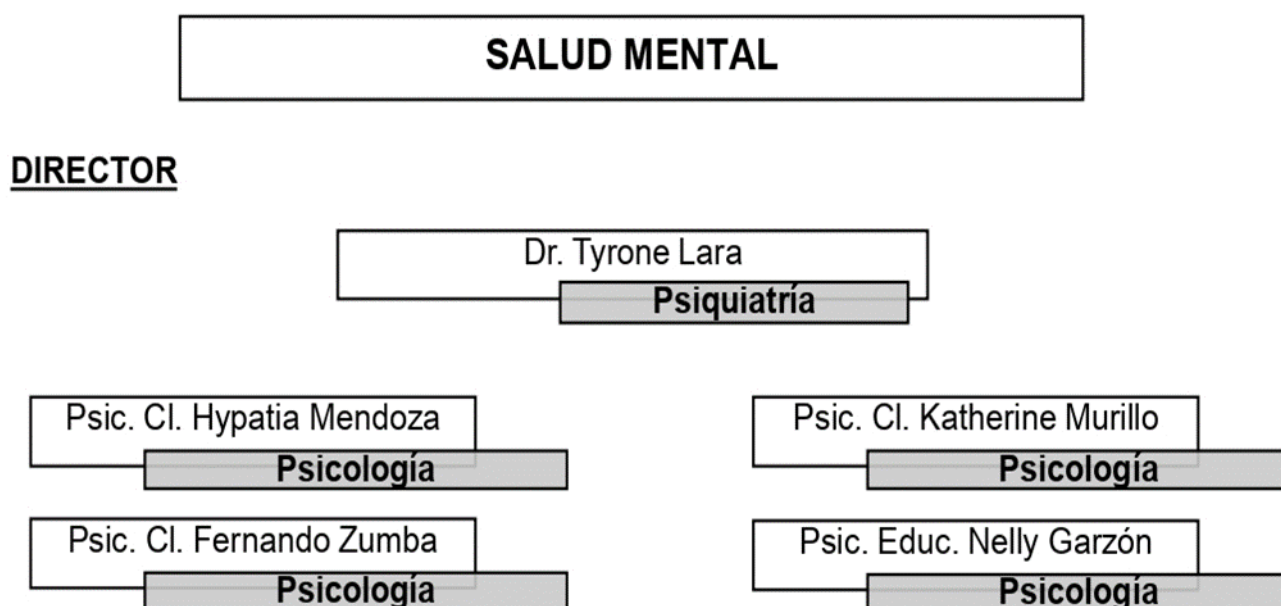 SALUD MENTAL
DIRECTOR
Dr. Tyrone Lara
Psiquiatría
Psic. Cl. Hypatia Mendoza
Psicología
Psic. Cl. Katherine Murillo
Psicología
Psic. Cl. Fernando Zumba
Psicología
Psic. Educ. Nelly Garzón
Psicología